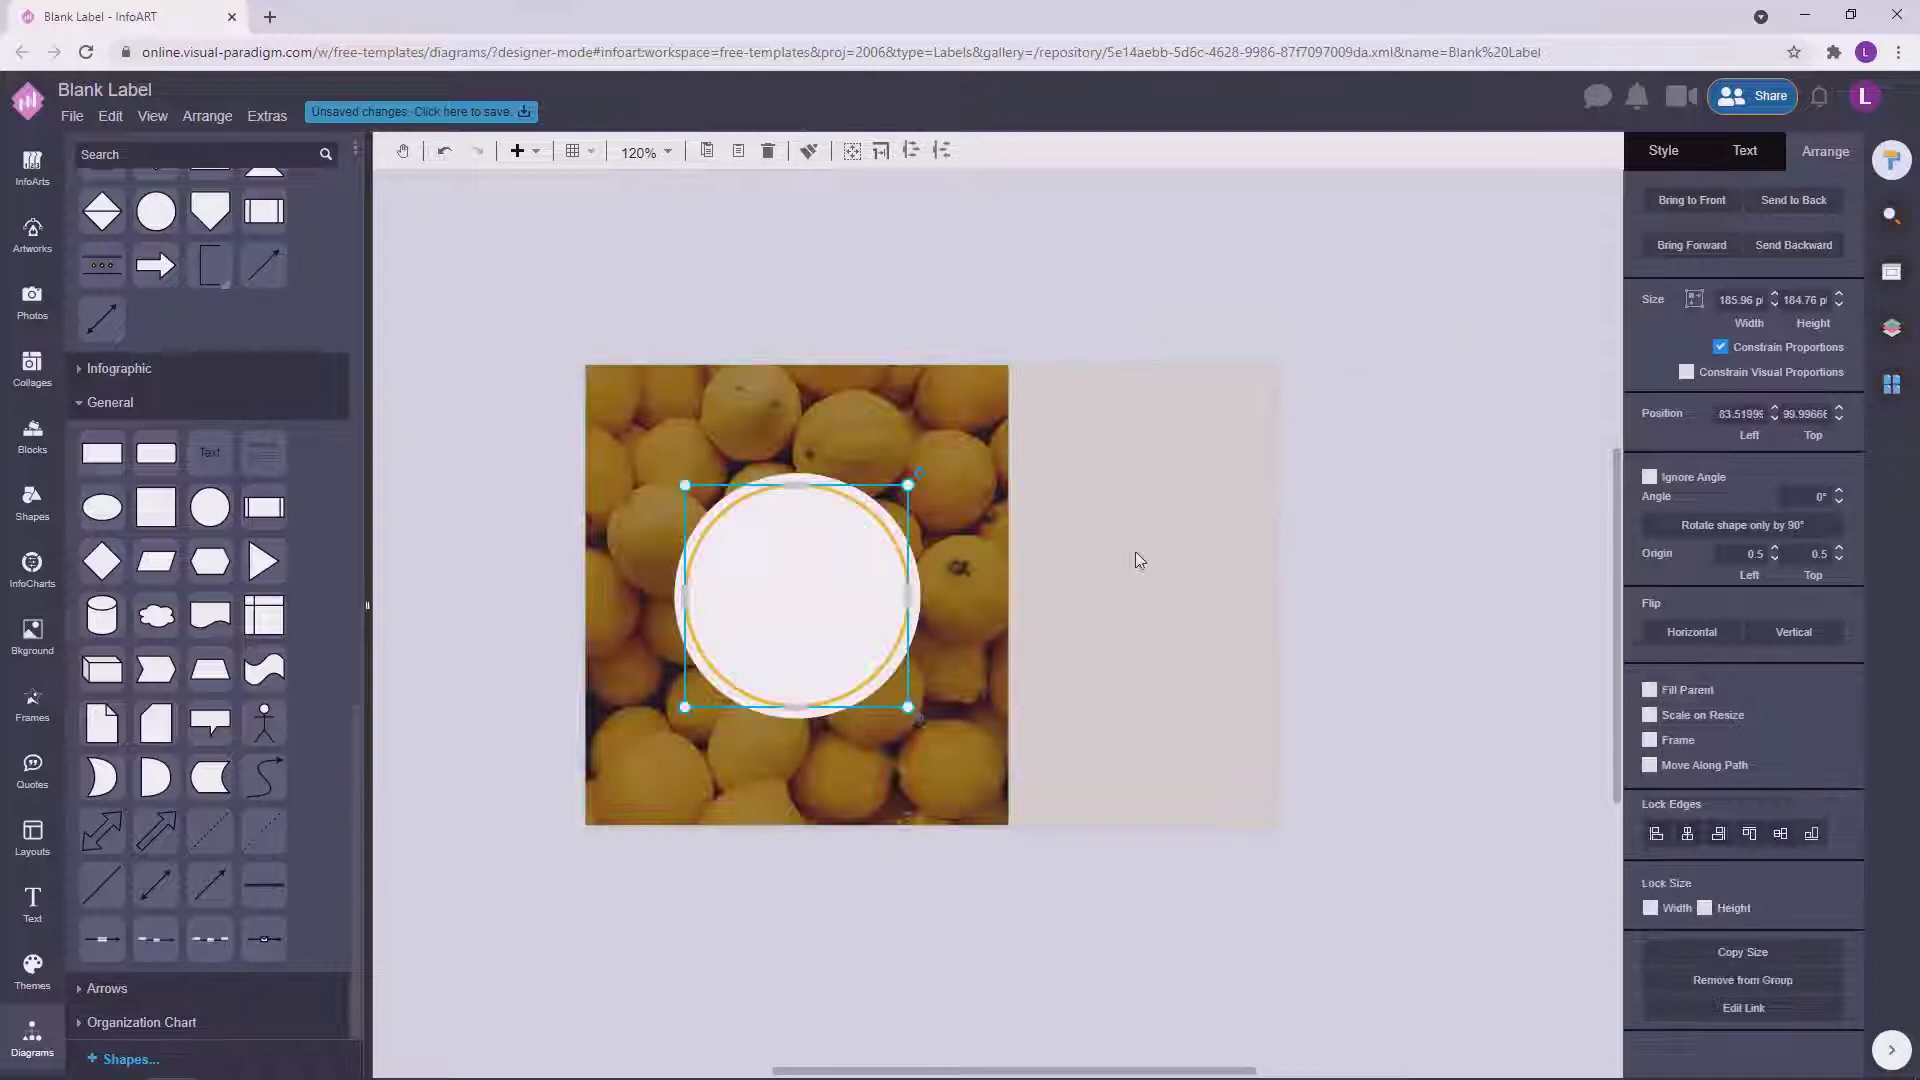 Blank Label - InfoART
online.visual-paradigm.com/w/free-templates/diagrams/?designer-mode#infoart:workspace=free-templates&proj=2006&type=Labels&gallery=/repository/5e14aebb-5d6c-4628-9986-87f7097009da.xml&name=Blank%20Label
L
Blank Label
File Edit View Arrange Extras
Unsaved changes. Click here to save.
Share
L
InfoArts
Artworks
Photos
Collages
Blocks
Shapes
InfoCharts
Bkground
Frames
Quotes
Layouts
Text
Themes
Diagrams
Search
Infographic
General
Text
Arrows
Organization Chart
+ Shapes...
120%
Style Text Arrange
Bring to Front Send to Back
Bring Forward Send Backward
Size 185.96 pt 184.76 pt
Width Height
Constrain Proportions
Constrain Visual Proportions
Position 83.51999 99.99666
Left Top
Ignore Angle
Angle 0°
Rotate shape only by 90°
Origin 0.5 0.5
Left Top
Flip
Horizontal Vertical
Fill Parent
Scale on Resize
Frame
Move Along Path
Lock Edges
Lock Size
Width Height
Copy Size
Remove from Group
Edit Link